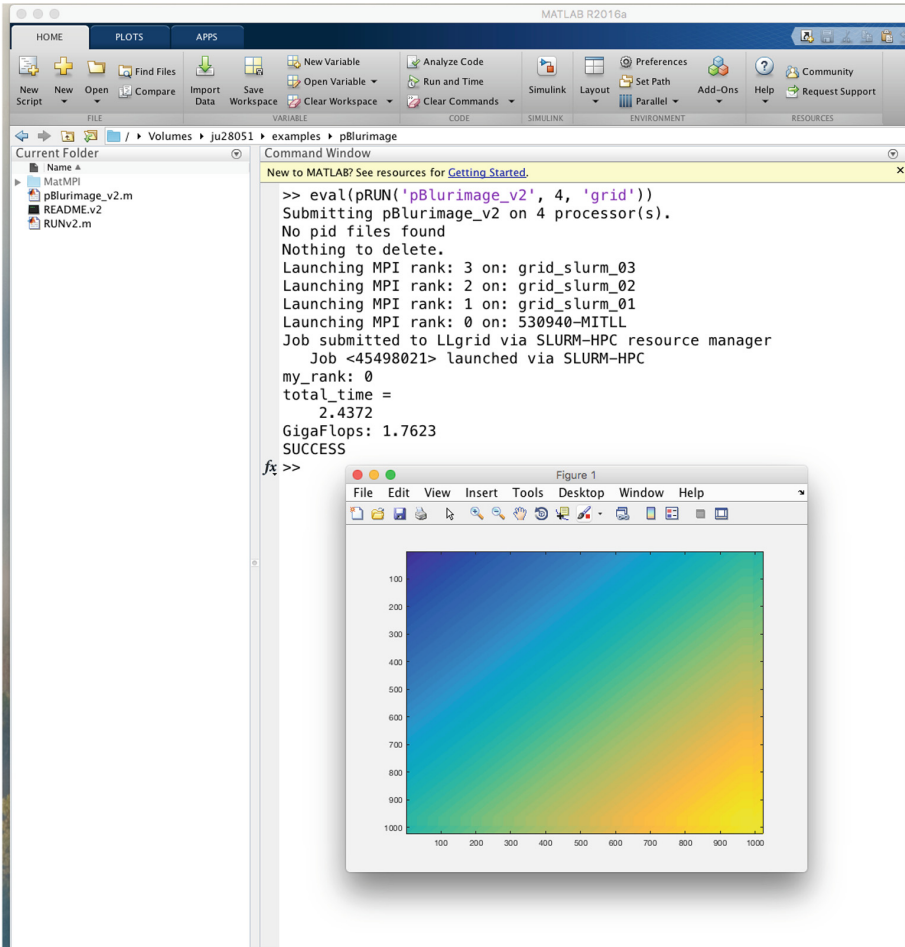 MATLAB R2016a
HOME PLOTS APPS
New Script
New
Open
Find Files
Compare
Import Data
Save Workspace
New Variable
Open Variable
Clear Workspace
Analyze Code
Run and Time
Clear Commands
Simulink
Layout
Preferences
Set Path
Parallel
Add-Ons
Help
Community
Request Support
FILE VARIABLE CODE SIMULINK ENVIRONMENT RESOURCES
/ Volumes ju28051 examples pBlurimage
Current Folder
Name
MatMPI
pBlurimage_v2.m
README.v2
RUNv2.m
Command Window
New to MATLAB? See resources for Getting Started.
>> eval(pRUN('pBlurimage_v2', 4, 'grid'))
Submitting pBlurimage_v2 on 4 processor(s).
No pid files found
Nothing to delete.
Launching MPI rank: 3 on: grid_slurm_03
Launching MPI rank: 2 on: grid_slurm_02
Launching MPI rank: 1 on: grid_slurm_01
Launching MPI rank: 0 on: 530940-MITLL
Job submitted to LLgrid via SLURM-HPC resource manager
Job <45498021> launched via SLURM-HPC
my_rank: 0
total_time =
2.4372
GigaFlops: 1.7623
SUCCESS
fx >>
Figure 1
File Edit View Insert Tools Desktop Window Help
100
200
300
400
500
600
700
800
900
1000
100 200 300 400 500 600 700 800 900 1000